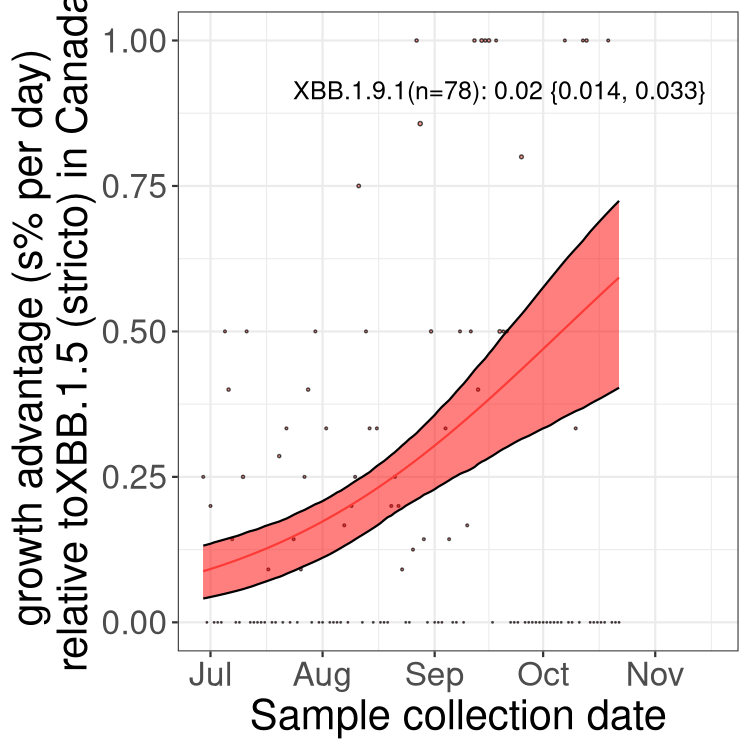 growth advantage (s% per day)
relative toXBB.1.5 (stricto) in Canada
1.00
0.75
0.50
0.25
0.00
XBB.1.9.1(n=78): 0.02 {0.014, 0.033}
Jul Aug Sep Oct Nov
Sample collection date